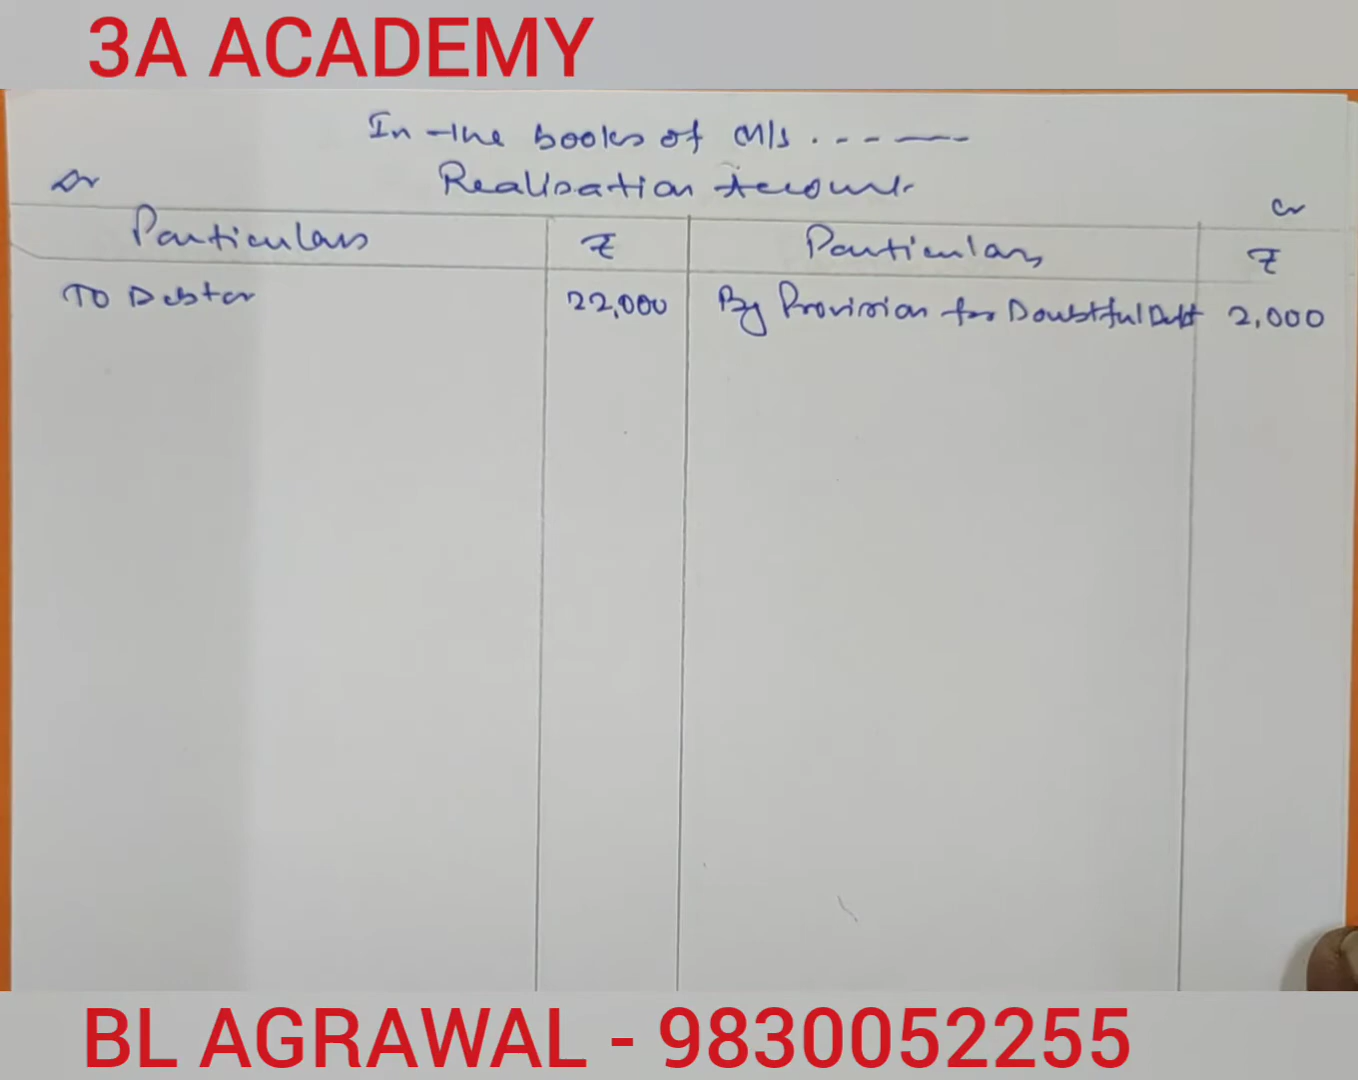 3A ACADEMY
In the books of M/s . - - - - -
Realisation Account
Dr
Cr
Particulars ₹ Particulars ₹
To Debtor 22,000 By Provision for Doubtful Debt 2,000
BL AGRAWAL - 9830052255